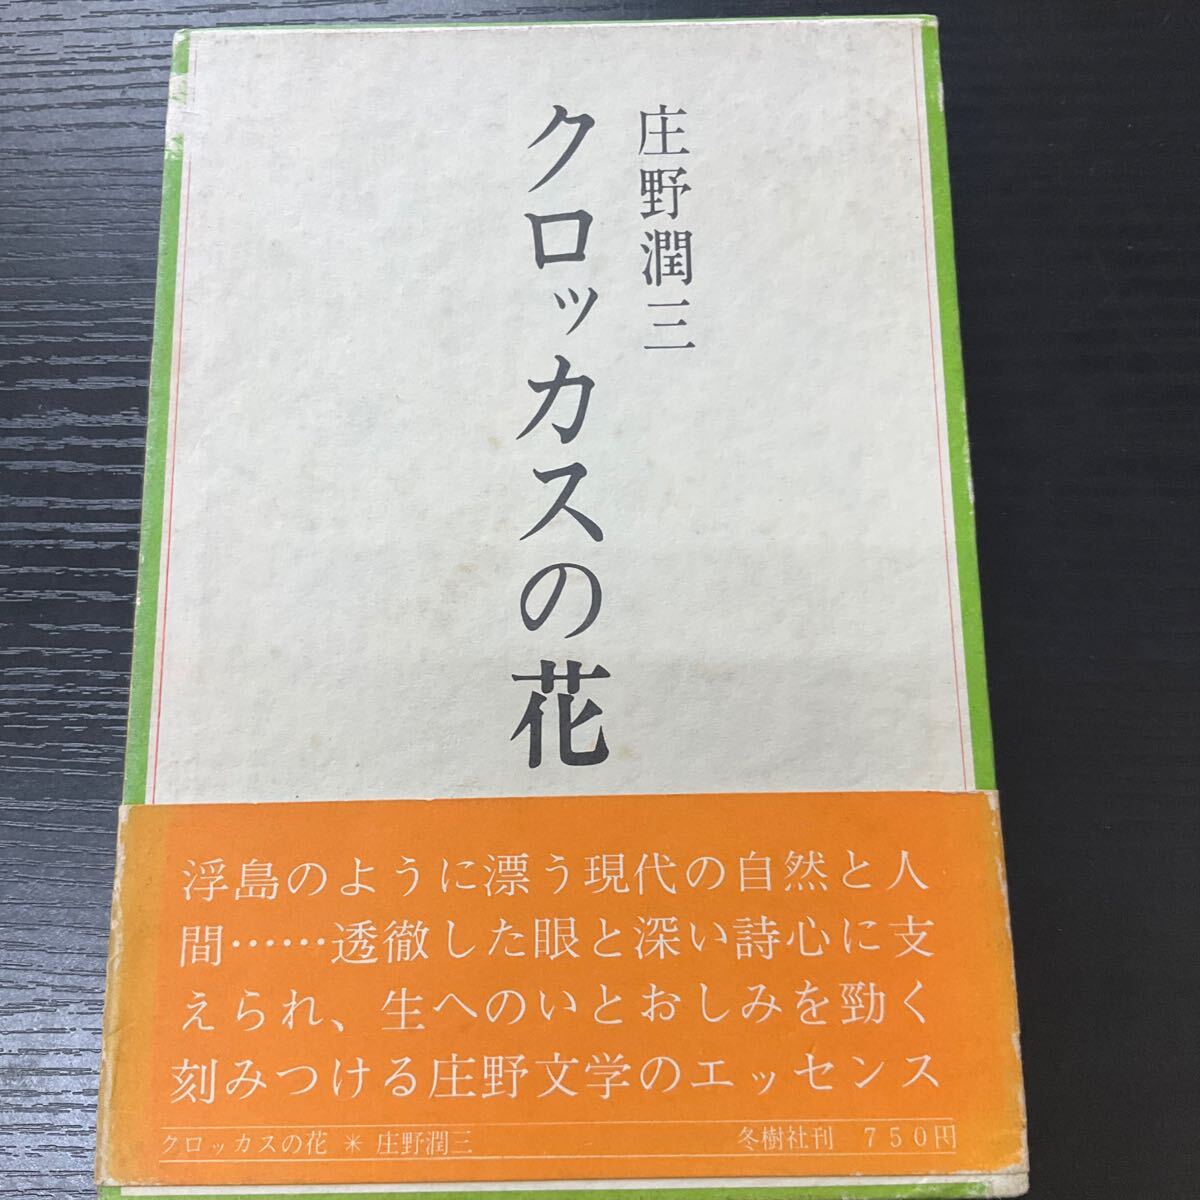 庄野潤三
クロッカスの花
浮島のように漂う現代の自然と人
間……透徹した眼と深い詩心に支
えられ、生へのいとおしみを勁く
刻みつける庄野文学のエッセンス
クロッカスの花 ＊ 庄野潤三
冬樹社刊 750円